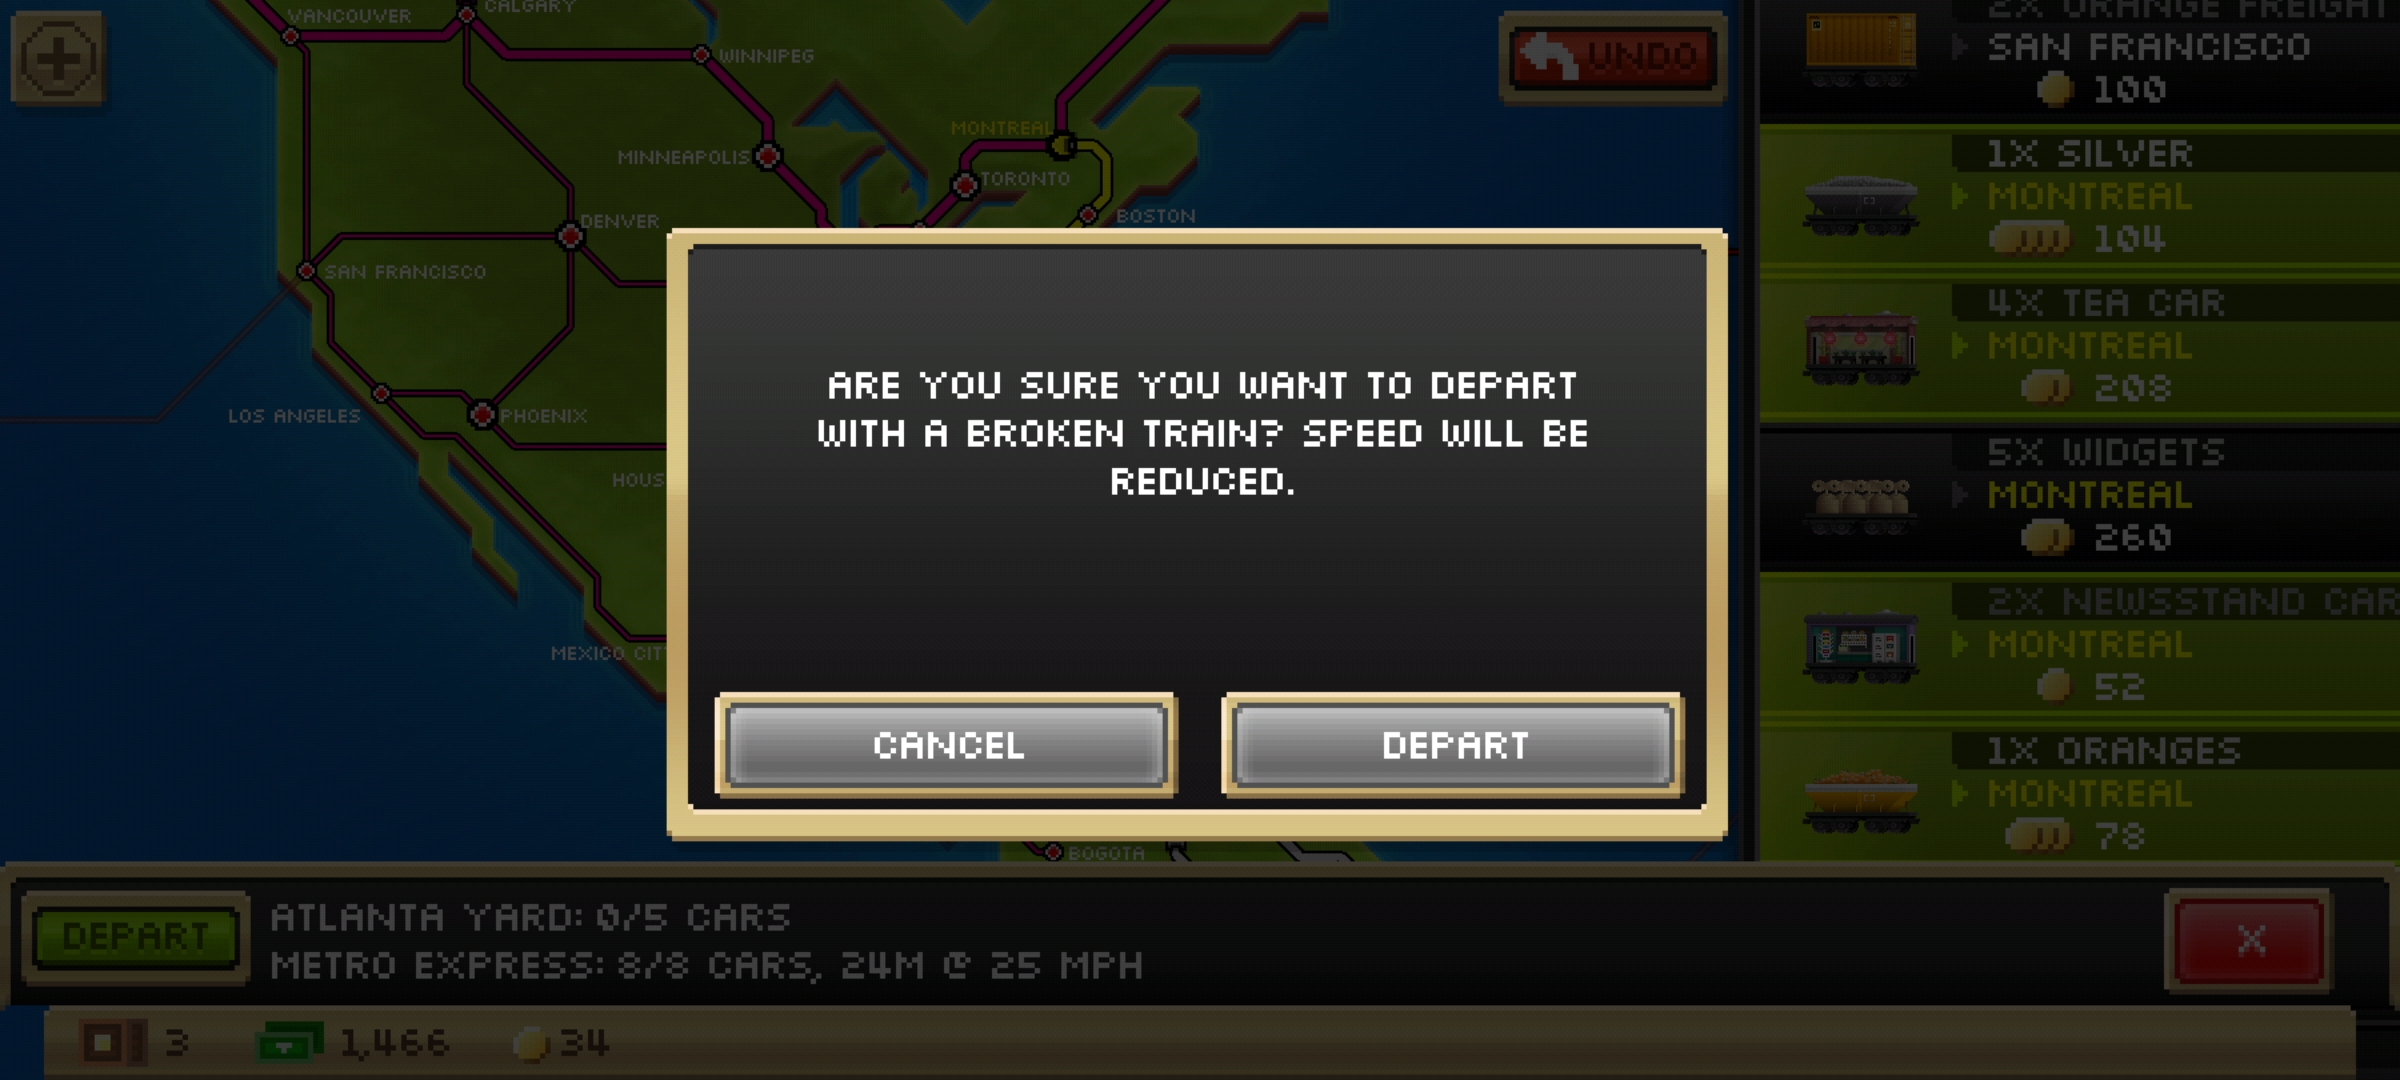 VANCOUVER
CALGARY
WINNIPEG
MONTREAL
MINNEAPOLIS
TORONTO
BOSTON
DENVER
SAN FRANCISCO
LOS ANGELES
PHOENIX
HOUS
MEXICO CIT
BOGOTA
UNDO
2X ORANGE FREIGHT
SAN FRANCISCO
100
1X SILVER
MONTREAL
104
4X TEA CAR
MONTREAL
208
5X WIDGETS
MONTREAL
260
2X NEWSSTAND CAR
MONTREAL
52
1X ORANGES
MONTREAL
78
ARE YOU SURE YOU WANT TO DEPART
WITH A BROKEN TRAIN? SPEED WILL BE
REDUCED.
CANCEL
DEPART
DEPART
ATLANTA YARD: 0/5 CARS
METRO EXPRESS: 8/8 CARS, 24M @ 25 MPH
X
3
1,466
34